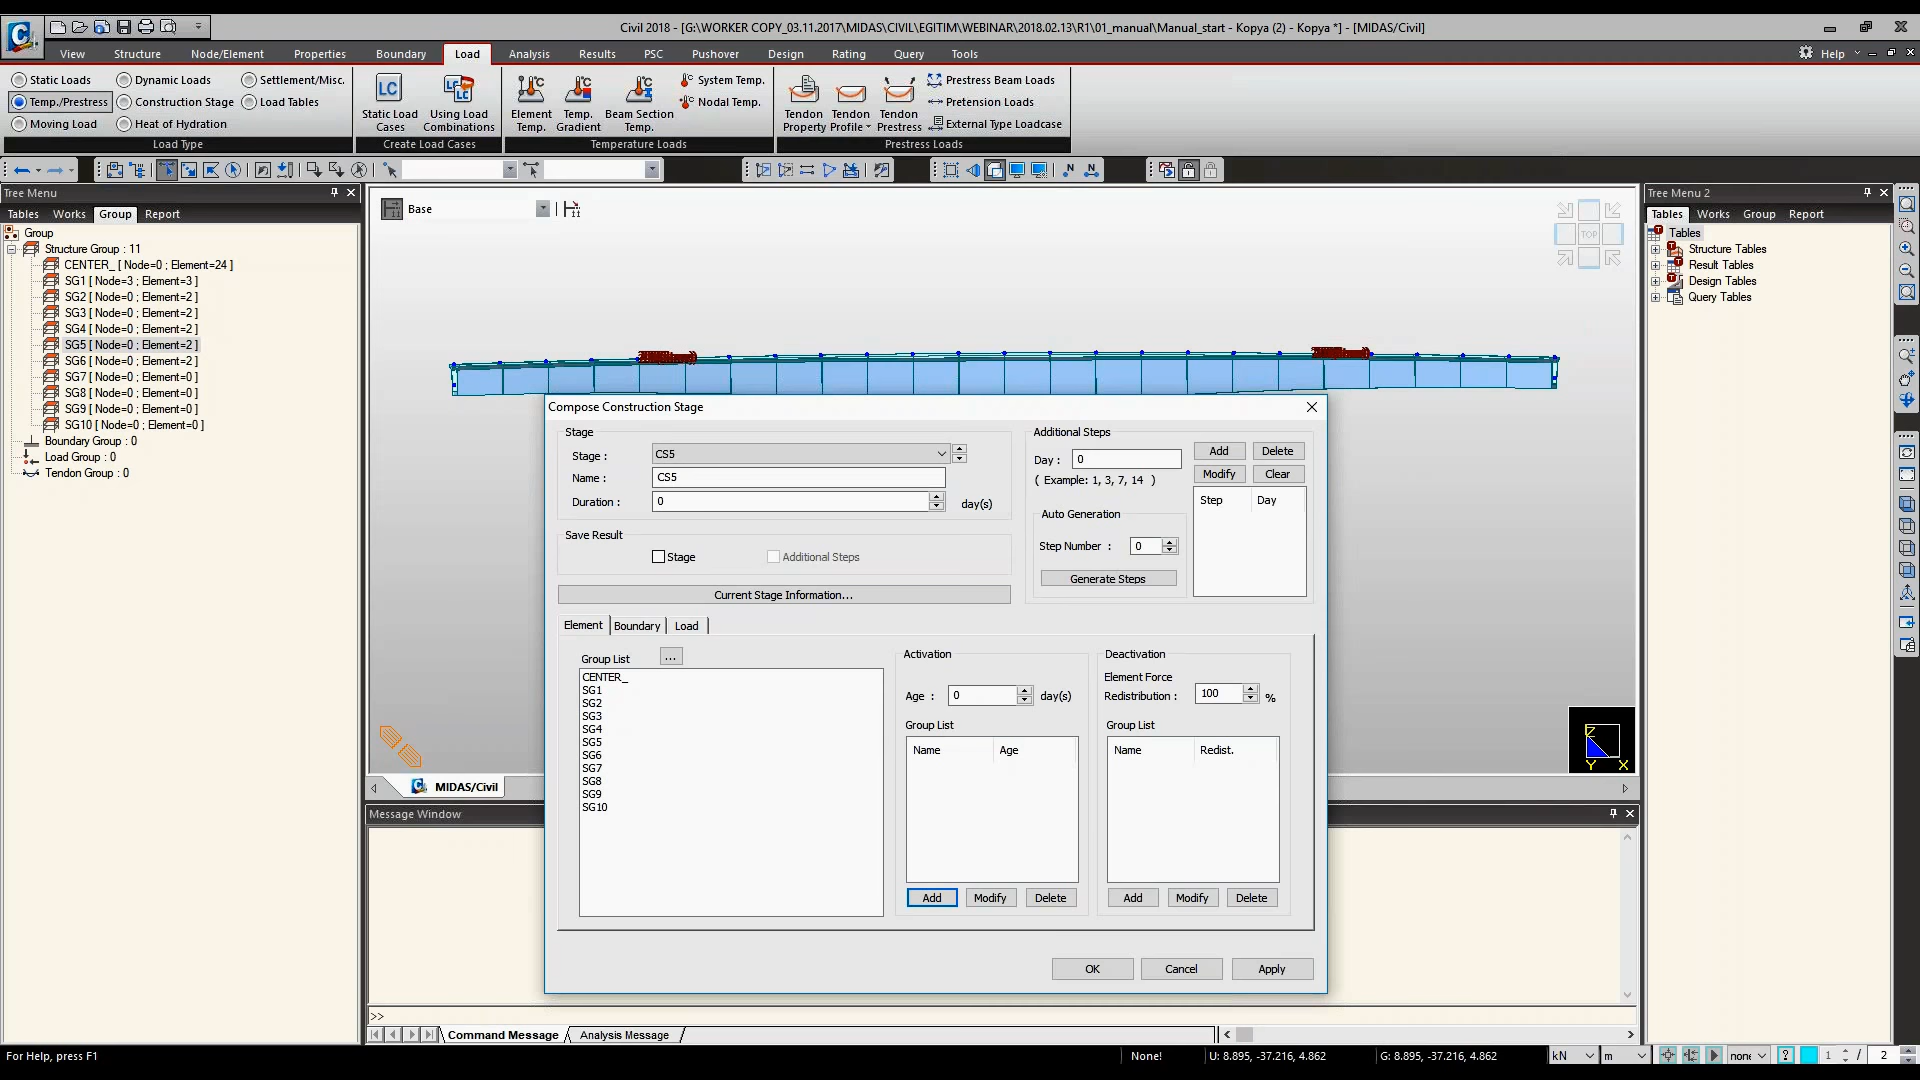 Civil 2018 - [G:\WORKER COPY_03.11.2017\MIDAS\CIVIL\EGITIM\WEBINAR\2018.02.13\R1\01_manual\Manual_start - Kopya (2) - Kopya *] - [MIDAS/Civil]
View Structure Node/Element Properties Boundary Load Analysis Results PSC Pushover Design Rating Query Tools Help
Static Loads Dynamic Loads Settlement/Misc.
Temp./Prestress Construction Stage Load Tables
Moving Load Heat of Hydration
Load Type
LC
Static Load Cases
Using Load Combinations
Create Load Cases
Element Temp.
Temp. Gradient
Beam Section Temp.
System Temp.
Nodal Temp.
Temperature Loads
Tendon Property
Tendon Profile
Tendon Prestress
Prestress Beam Loads
Pretension Loads
External Type Loadcase
Prestress Loads
Tree Menu
Tables Works Group Report
Group
Structure Group : 11
CENTER_ [ Node=0 ; Element=24 ]
SG1 [ Node=3 ; Element=3 ]
SG2 [ Node=0 ; Element=2 ]
SG3 [ Node=0 ; Element=2 ]
SG4 [ Node=0 ; Element=2 ]
SG5 [ Node=0 ; Element=2 ]
SG6 [ Node=0 ; Element=2 ]
SG7 [ Node=0 ; Element=0 ]
SG8 [ Node=0 ; Element=0 ]
SG9 [ Node=0 ; Element=0 ]
SG10 [ Node=0 ; Element=0 ]
Boundary Group : 0
Load Group : 0
Tendon Group : 0
Base
TOP
Compose Construction Stage
Stage
Stage : CS5
Name : CS5
Duration : 0 day(s)
Save Result
Stage Additional Steps
Current Stage Information...
Additional Steps
Day : 0
( Example: 1, 3, 7, 14 )
Add Delete
Modify Clear
Step Day
Auto Generation
Step Number : 0
Generate Steps
Element Boundary Load
Group List ...
CENTER_
SG1
SG2
SG3
SG4
SG5
SG6
SG7
SG8
SG9
SG10
Activation
Age : 0 day(s)
Group List
Name Age
Add Modify Delete
Deactivation
Element Force
Redistribution : 100 %
Group List
Name Redist.
Add Modify Delete
OK Cancel Apply
Z
Y X
MIDAS/Civil
Message Window
>>
Command Message Analysis Message
Tree Menu 2
Tables Works Group Report
Tables
Structure Tables
Result Tables
Design Tables
Query Tables
For Help, press F1
None!
U: 8.895, -37.216, 4.862
G: 8.895, -37.216, 4.862
kN m none ? 1 / 2